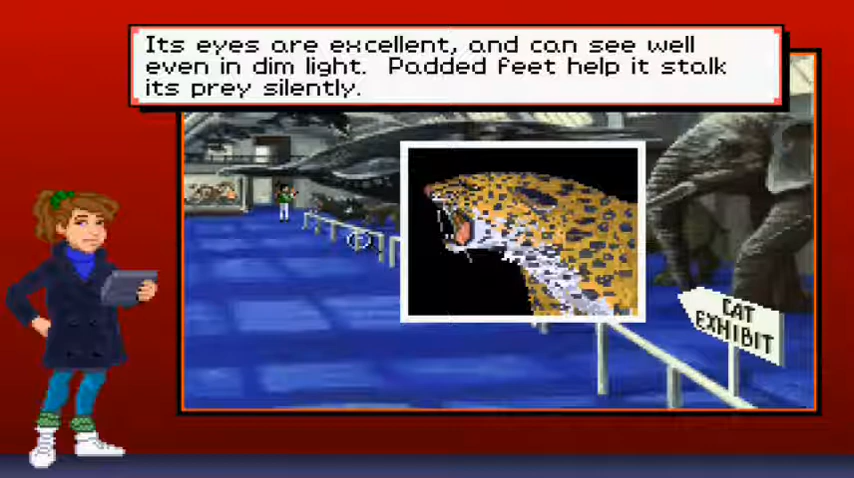 Its eyes are excellent, and can see well
even in dim light.  Padded feet help it stalk
its prey silently.
CAT
EXHIBIT